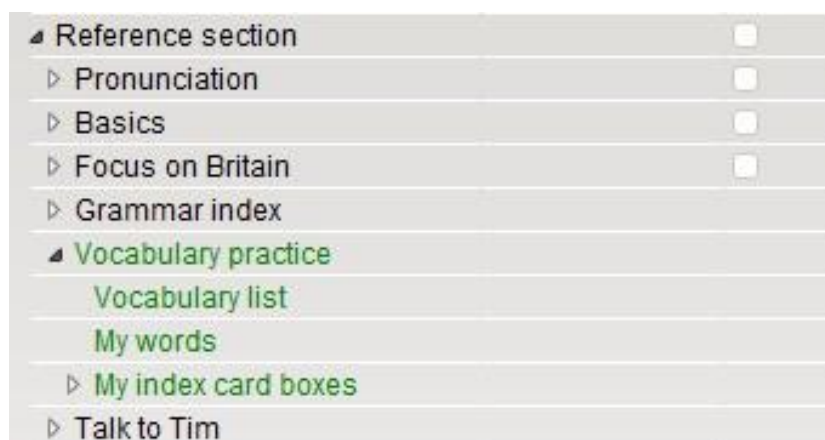 Reference section
Pronunciation
Basics
Focus on Britain
Grammar index
Vocabulary practice
Vocabulary list
My words
My index card boxes
Talk to Tim